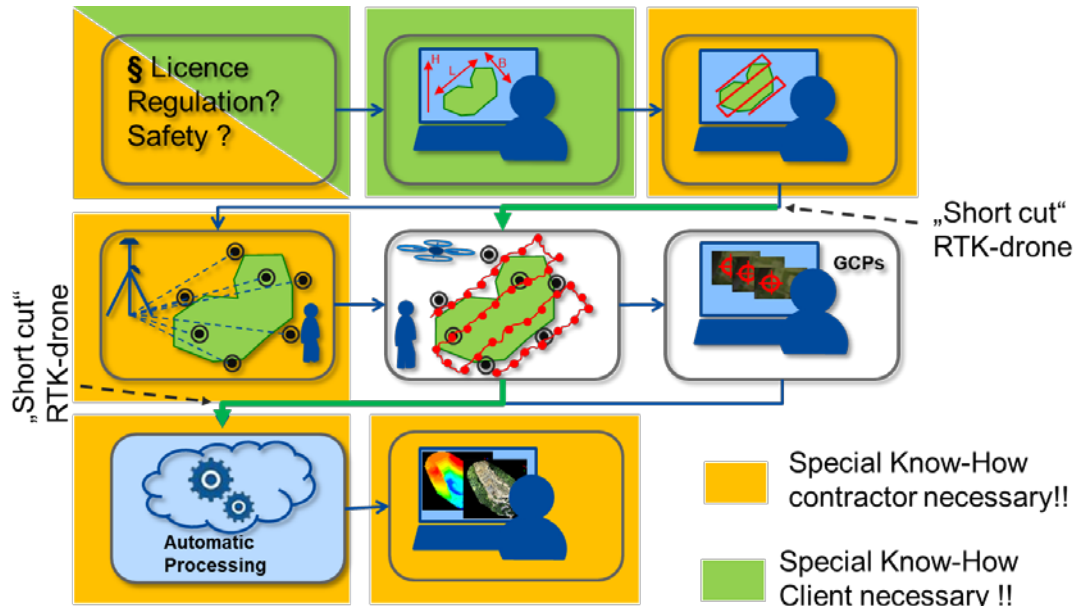 § Licence
Regulation?
Safety ?
H
L
B
„Short cut“
RTK-drone
GCPs
„Short cut“
RTK-drone
Automatic
Processing
Special Know-How
contractor necessary!!
Special Know-How
Client necessary !!